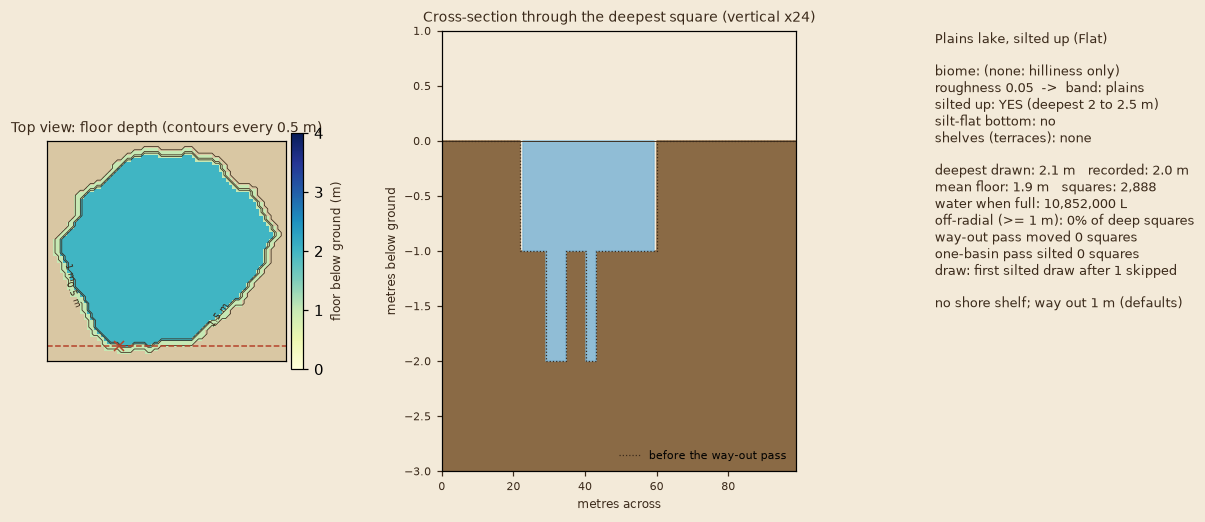 Top view: floor depth (contours every 0.5 m)
4
3
2
1
0
floor below ground (m)
Cross-section through the deepest square (vertical x24)
1.0
0.5
0.0
−0.5
−1.0
−1.5
−2.0
−2.5
−3.0
metres below ground
before the way-out pass
0
20
40
60
80
metres across
Plains lake, silted up (Flat)
biome: (none: hilliness only)
roughness 0.05  ->  band: plains
silted up: YES (deepest 2 to 2.5 m)
silt-flat bottom: no
shelves (terraces): none
deepest drawn: 2.1 m   recorded: 2.0 m
mean floor: 1.9 m   squares: 2,888
water when full: 10,852,000 L
off-radial (>= 1 m): 0% of deep squares
way-out pass moved 0 squares
one-basin pass silted 0 squares
draw: first silted draw after 1 skipped
no shore shelf; way out 1 m (defaults)